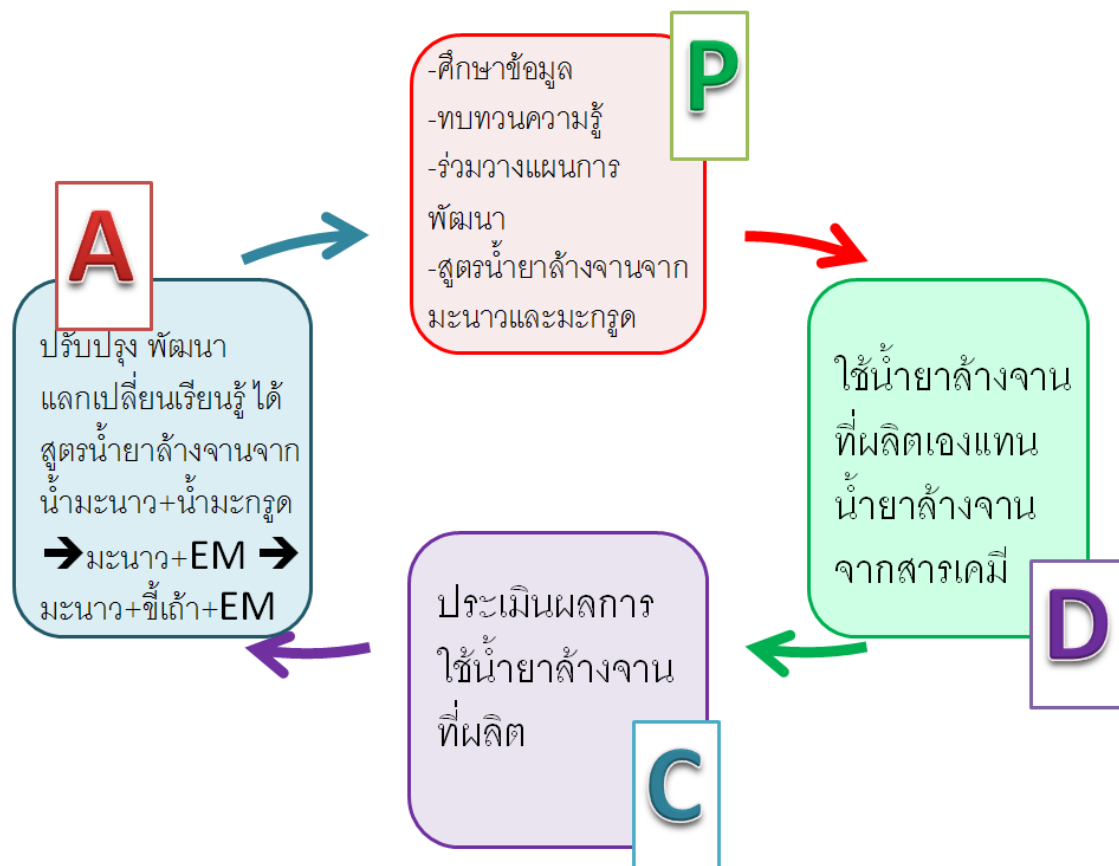 P
-ศึกษาข้อมูล
-ทบทวนความรู้
-ร่วมวางแผนการ
พัฒนา
-สูตรน้ำยาล้างจานจาก
มะนาวและมะกรูด
D
ใช้น้ำยาล้างจาน
ที่ผลิตเองแทน
น้ำยาล้างจาน
จากสารเคมี
C
ประเมินผลการ
ใช้น้ำยาล้างจาน
ที่ผลิต
A
ปรับปรุง พัฒนา
แลกเปลี่ยนเรียนรู้ ได้
สูตรน้ำยาล้างจานจาก
น้ำมะนาว+น้ำมะกรูด
➔มะนาว+EM ➔
มะนาว+ขี้เถ้า+EM